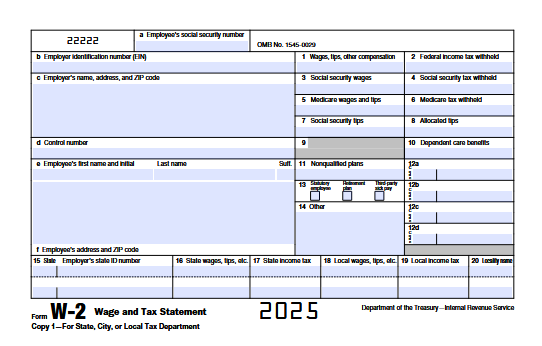 22222
a Employee's social security number
OMB No. 1545-0029
b Employer identification number (EIN)
1 Wages, tips, other compensation
2 Federal income tax withheld
c Employer's name, address, and ZIP code
3 Social security wages
4 Social security tax withheld
5 Medicare wages and tips
6 Medicare tax withheld
7 Social security tips
8 Allocated tips
d Control number
9
10 Dependent care benefits
e Employee's first name and initial
Last name
Suff.
11 Nonqualified plans
12a
Code
13
Statutory employee
Retirement plan
Third-party sick pay
12b
Code
14 Other
12c
Code
12d
Code
f Employee's address and ZIP code
15 State
Employer's state ID number
16 State wages, tips, etc.
17 State income tax
18 Local wages, tips, etc.
19 Local income tax
20 Locality name
Form W-2 Wage and Tax Statement
2025
Department of the Treasury—Internal Revenue Service
Copy 1—For State, City, or Local Tax Department